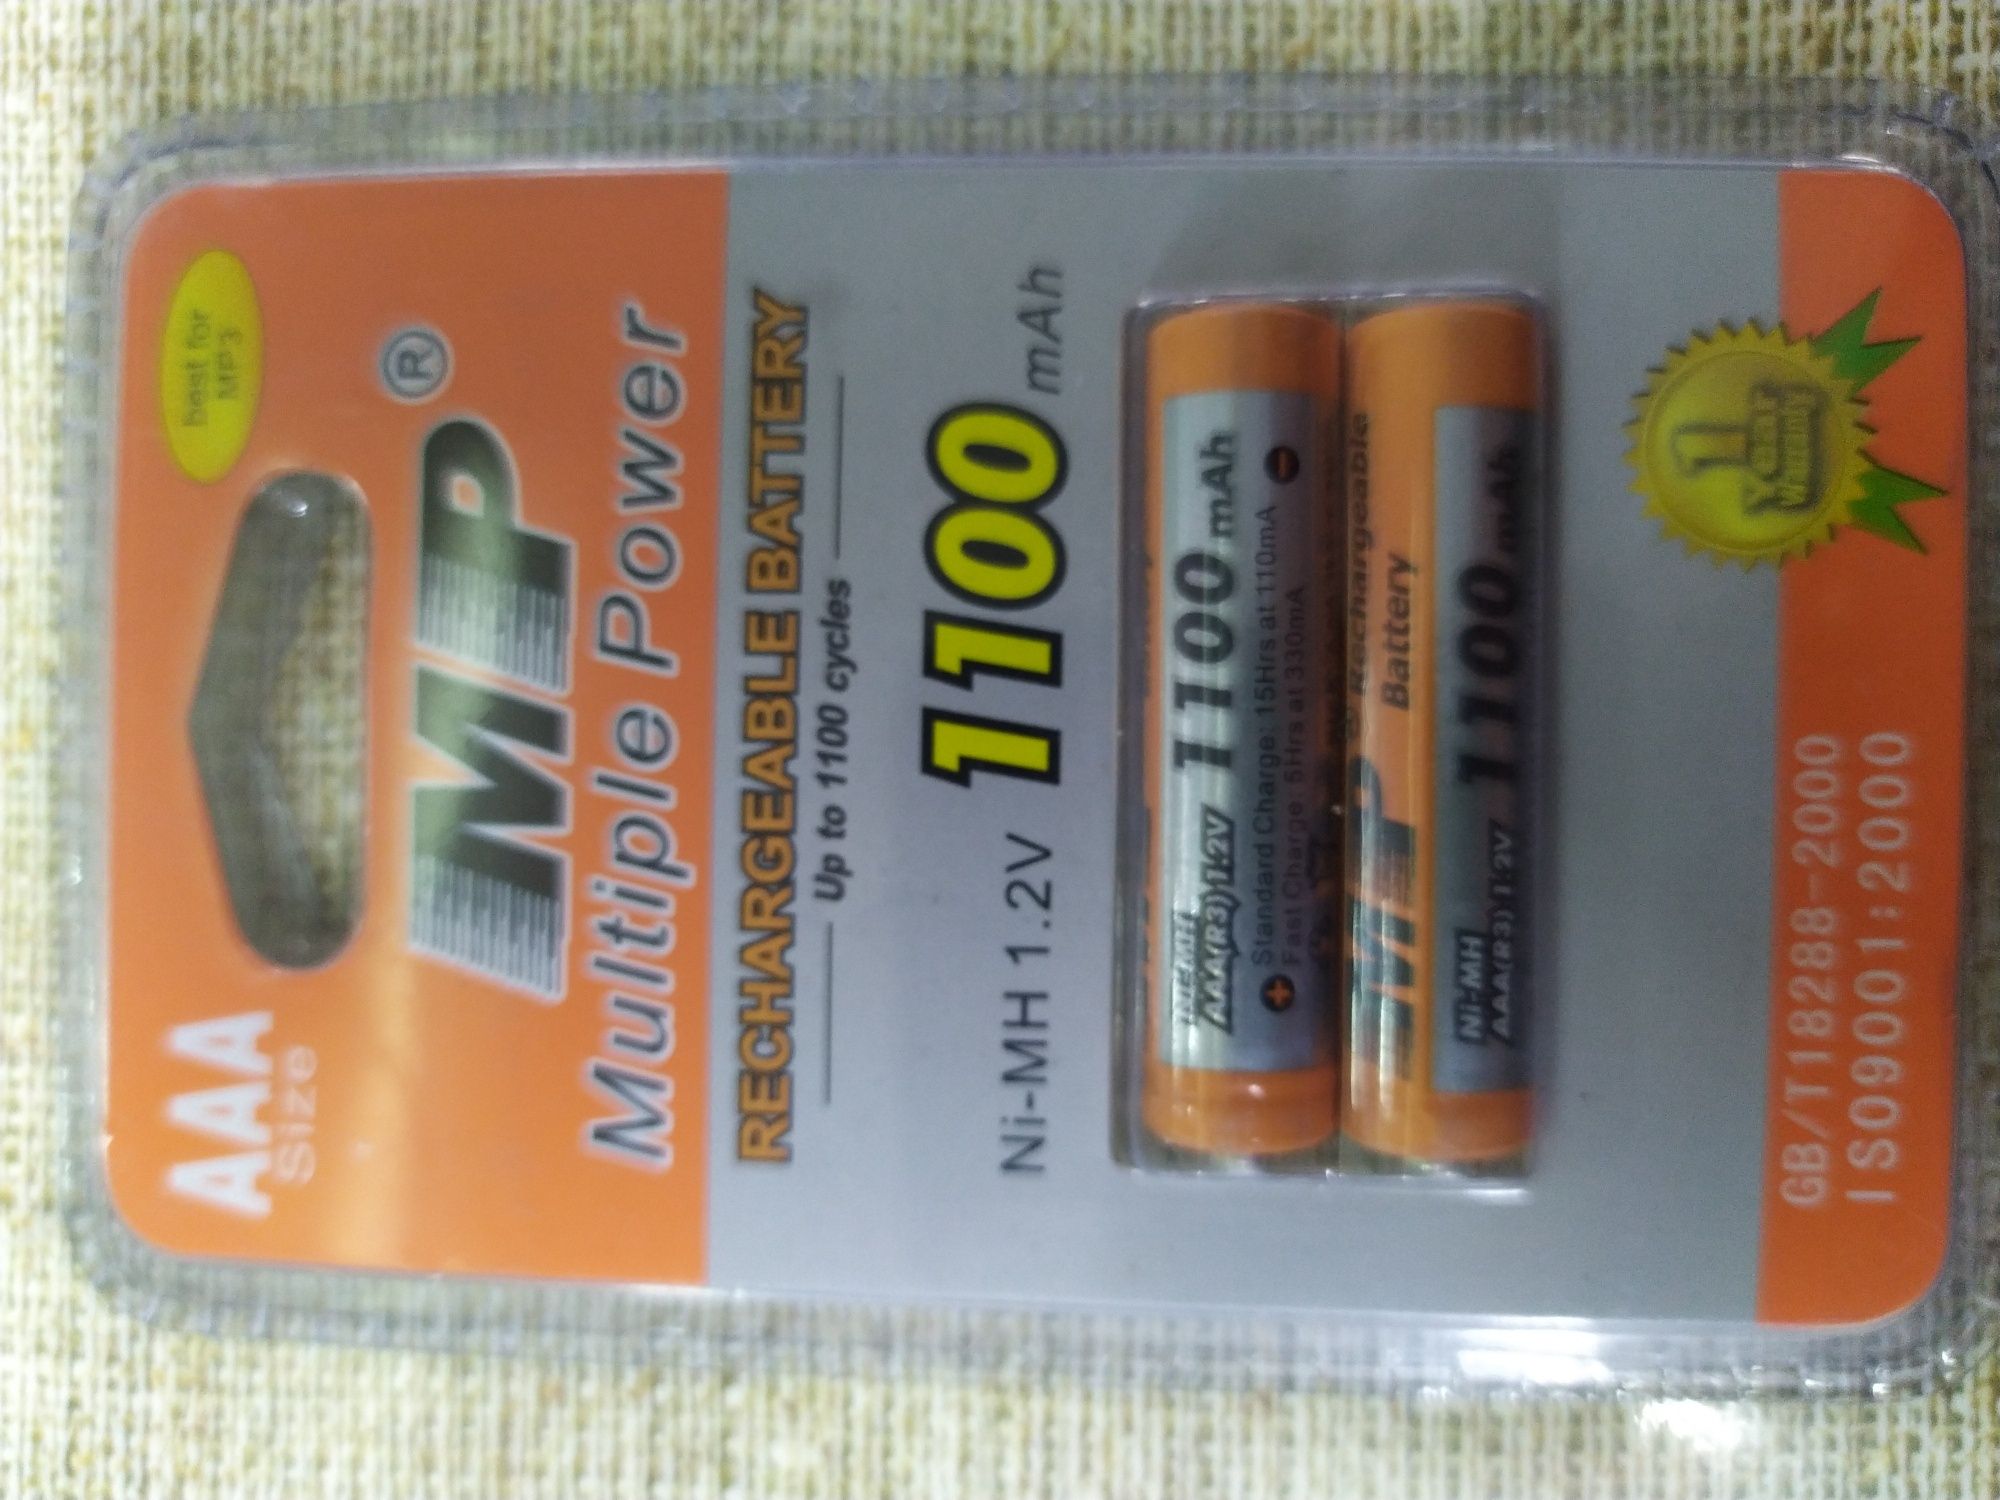 AAA
Size
best for
MP3
MP®
Multiple Power
RECHARGEABLE BATTERY
Up to 1100 cycles
Ni-MH 1.2V 1100 mAh
Ni-MH
AAA(R3)1.2V 1100 mAh
Standard Charge: 15Hrs at 110mA
Fast Charge: 5Hrs at 330mA
+ -
MP Rechargeable
Battery
Ni-MH
AAA(R3)1.2V 1100 mAh
1
Year
Warranty
GB/T18288-2000
ISO9001:2000